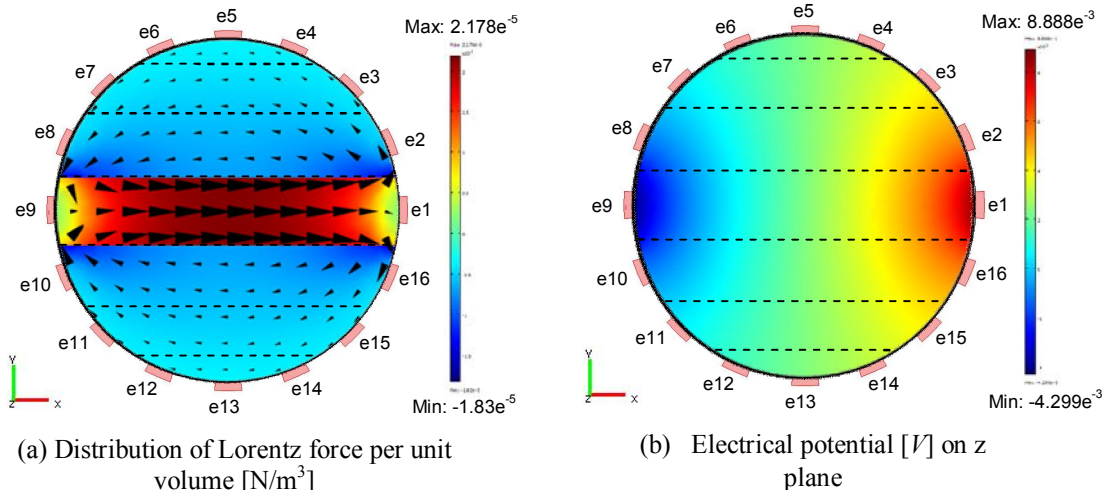 e5
e6
e4
e7
e3
e8
e2
e9
e1
e10
e16
e11
e15
e12
e14
e13
Y
z
x
Max: 2.178e⁻⁵
Min: -1.83e⁻⁵
(a) Distribution of Lorentz force per unit
volume [N/m³]
e5
e6
e4
e7
e3
e8
e2
e9
e1
e10
e16
e11
e15
e12
e14
e13
Y
z
x
Max: 8.888e⁻³
Min: -4.299e⁻³
(b) Electrical potential [V] on z
plane